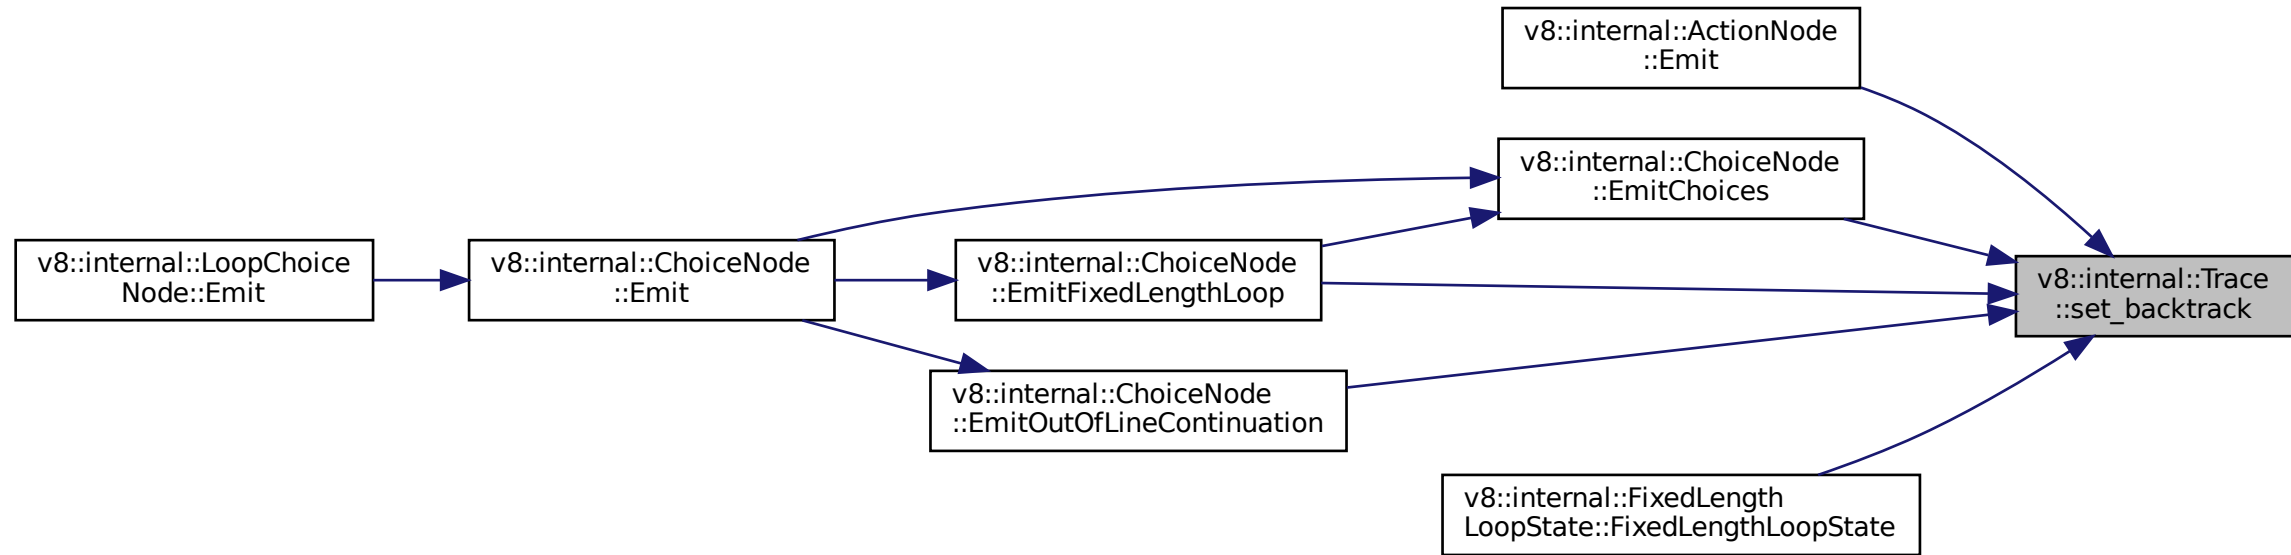 v8::internal::ActionNode
::Emit
v8::internal::ChoiceNode
::EmitChoices
v8::internal::LoopChoice
Node::Emit
v8::internal::ChoiceNode
::Emit
v8::internal::ChoiceNode
::EmitFixedLengthLoop
v8::internal::Trace
::set_backtrack
v8::internal::ChoiceNode
::EmitOutOfLineContinuation
v8::internal::FixedLength
LoopState::FixedLengthLoopState